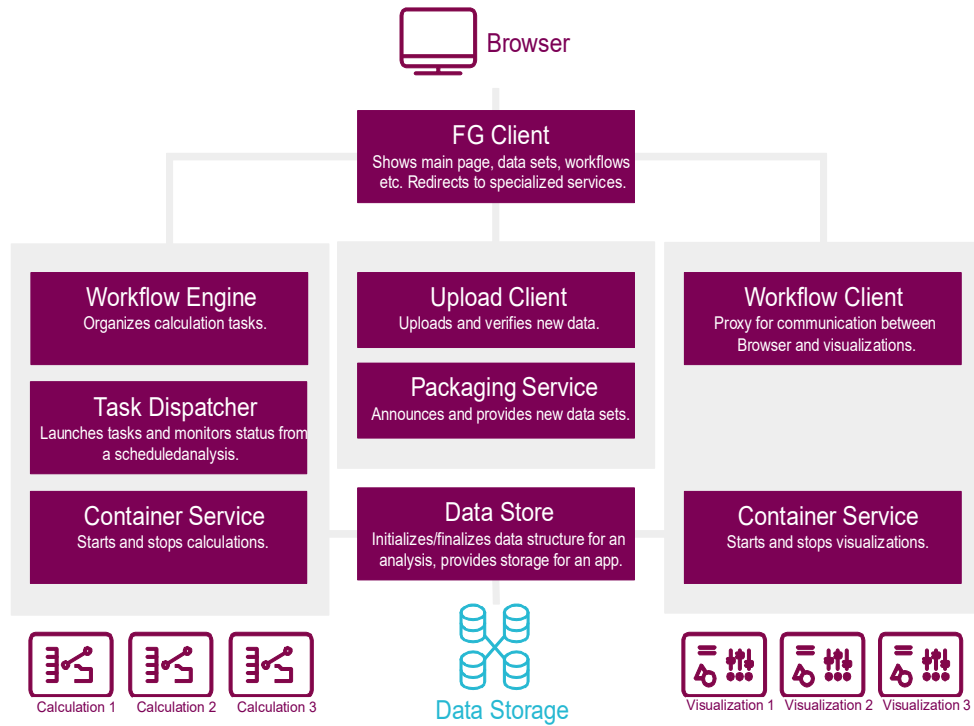 Browser
FG Client
Shows main page, data sets, workflows
etc. Redirects to specialized services.
Workflow Engine
Organizes calculation tasks.
Task Dispatcher
Launches tasks and monitors status from
a scheduledanalysis.
Container Service
Starts and stops calculations.
Upload Client
Uploads and verifies new data.
Packaging Service
Announces and provides new data sets.
Data Store
Initializes/finalizes data structure for an
analysis, provides storage for an app.
Workflow Client
Proxy for communication between
Browser and visualizations.
Container Service
Starts and stops visualizations.
Calculation 1
Calculation 2
Calculation 3
Data Storage
Visualization 1
Visualization 2
Visualization 3